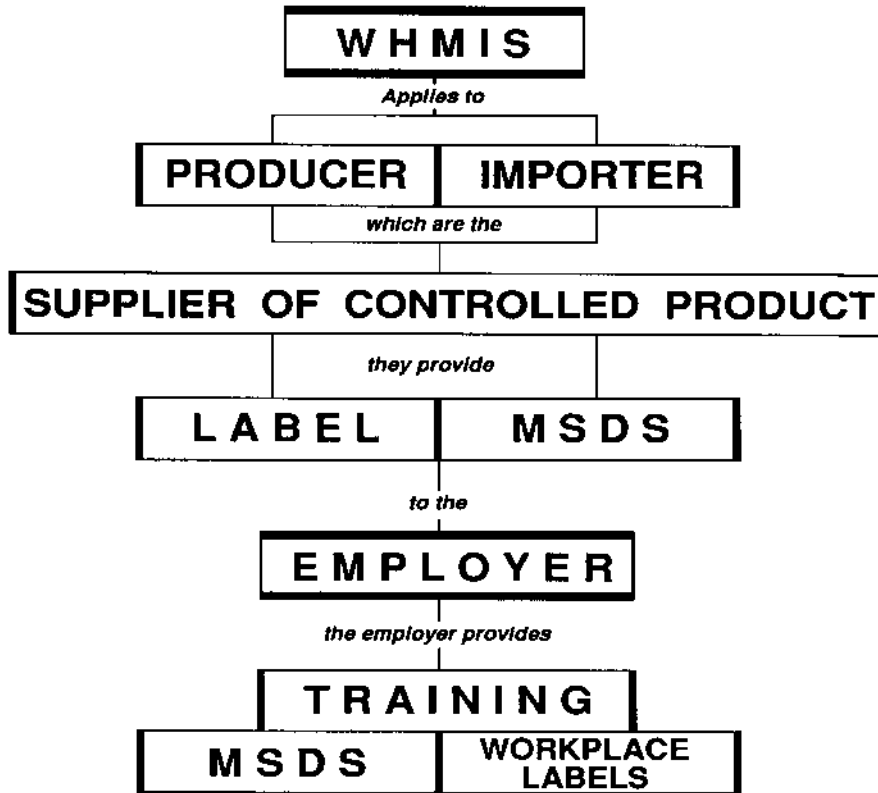 WHMIS
Applies to
PRODUCER IMPORTER
which are the
SUPPLIER OF CONTROLLED PRODUCT
they provide
LABEL MSDS
to the
EMPLOYER
the employer provides
TRAINING
MSDS WORKPLACE
LABELS